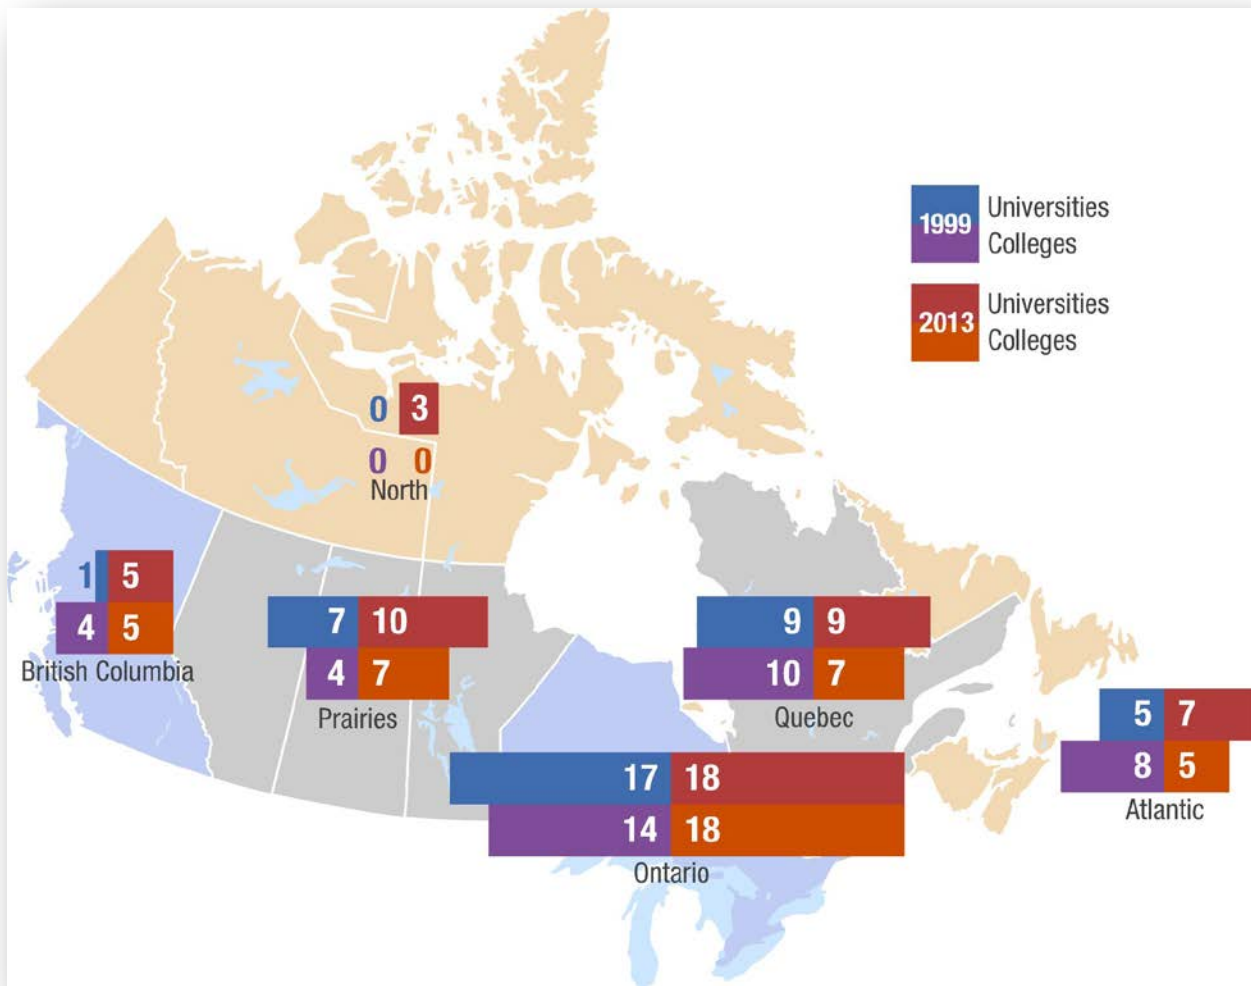 1999
Universities
Colleges
2013
Universities
Colleges
0 3
0 0
North
1 5
4 5
British Columbia
7 10
4 7
Prairies
9 9
10 7
Quebec
5 7
8 5
Atlantic
17 18
14 18
Ontario